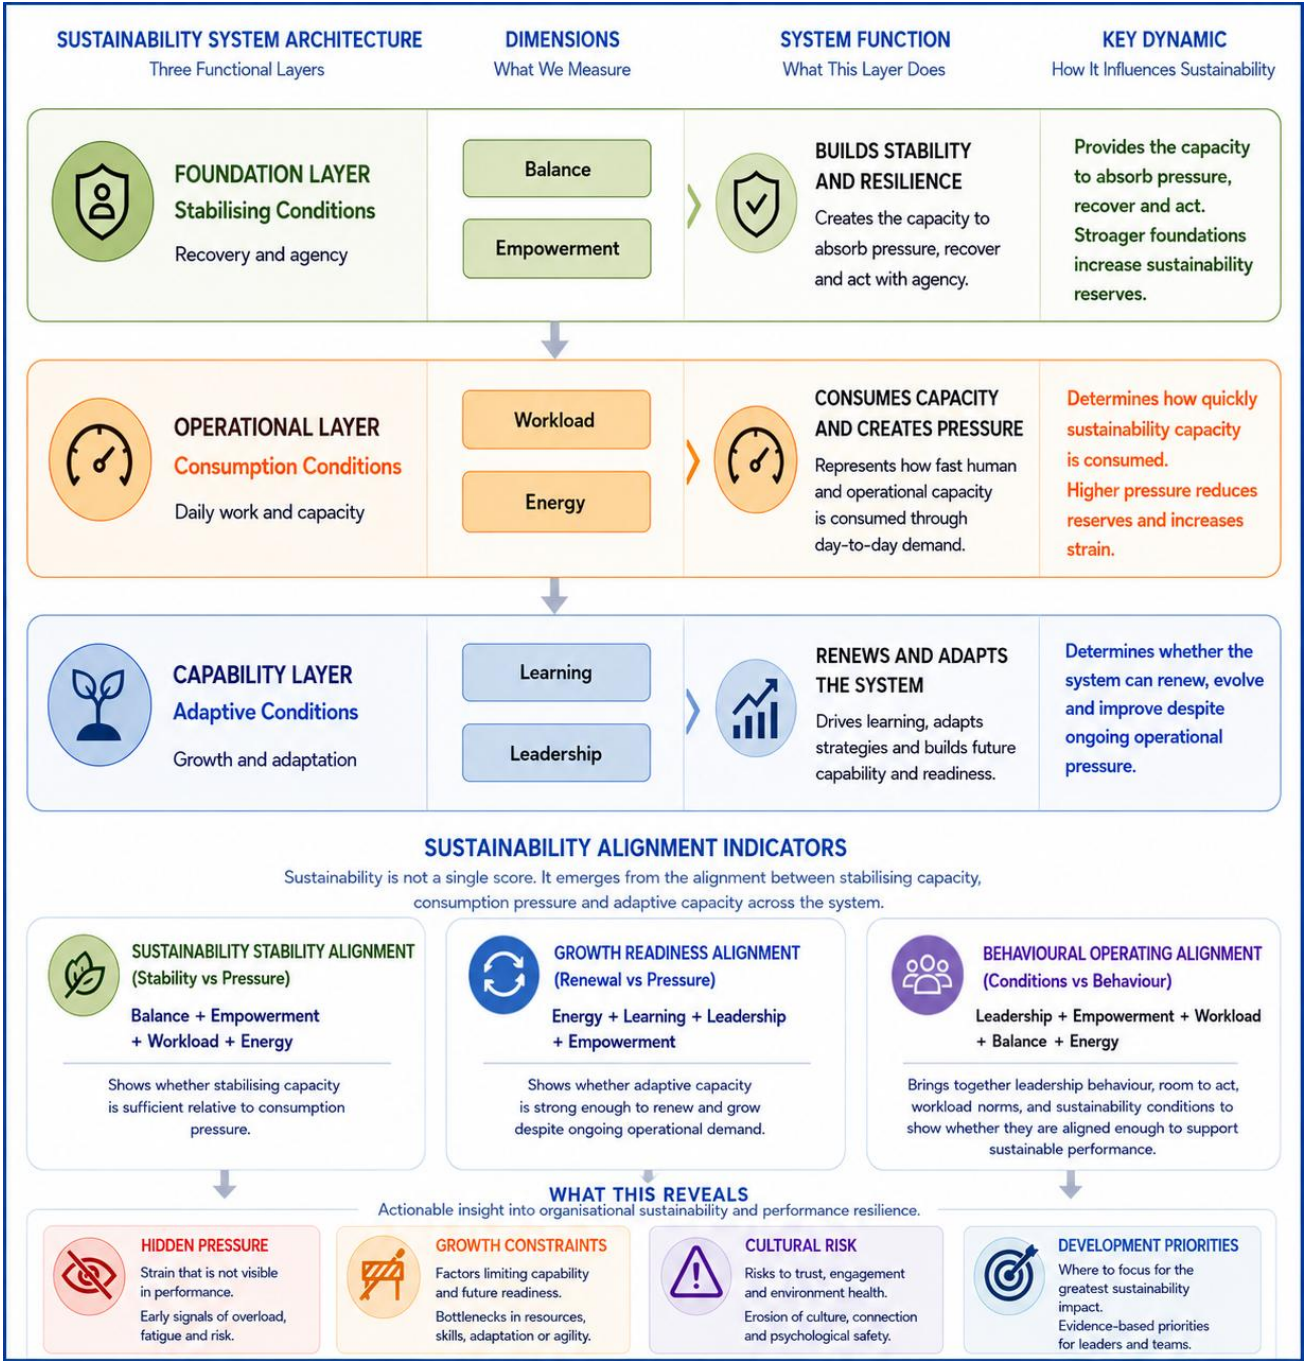 SUSTAINABILITY SYSTEM ARCHITECTURE
Three Functional Layers
DIMENSIONS
What We Measure
SYSTEM FUNCTION
What This Layer Does
KEY DYNAMIC
How It Influences Sustainability
FOUNDATION LAYER
Stabilising Conditions
Recovery and agency
Balance
Empowerment
BUILDS STABILITY
AND RESILIENCE
Creates the capacity to
absorb pressure, recover
and act with agency.
Provides the capacity
to absorb pressure,
recover and act.
Stroager foundations
increase sustainability
reserves.
OPERATIONAL LAYER
Consumption Conditions
Daily work and capacity
Workload
Energy
CONSUMES CAPACITY
AND CREATES PRESSURE
Represents how fast human
and operational capacity
is consumed through
day-to-day demand.
Determines how quickly
sustainability capacity
is consumed.
Higher pressure reduces
reserves and increases
strain.
CAPABILITY LAYER
Adaptive Conditions
Growth and adaptation
Learning
Leadership
RENEWS AND ADAPTS
THE SYSTEM
Drives learning, adapts
strategies and builds future
capability and readiness.
Determines whether the
system can renew, evolve
and improve despite
ongoing operational
pressure.
SUSTAINABILITY ALIGNMENT INDICATORS
Sustainability is not a single score. It emerges from the alignment between stabilising capacity,
consumption pressure and adaptive capacity across the system.
SUSTAINABILITY STABILITY ALIGNMENT
(Stability vs Pressure)
Balance + Empowerment
+ Workload + Energy
Shows whether stabilising capacity
is sufficient relative to consumption
pressure.
GROWTH READINESS ALIGNMENT
(Renewal vs Pressure)
Energy + Learning + Leadership
+ Empowerment
Shows whether adaptive capacity
is strong enough to renew and grow
despite ongoing operational demand.
BEHAVIOURAL OPERATING ALIGNMENT
(Conditions vs Behaviour)
Leadership + Empowerment + Workload
+ Balance + Energy
Brings together leadership behaviour, room to act,
workload norms, and sustainability conditions to
show whether they are aligned enough to support
sustainable performance.
WHAT THIS REVEALS
Actionable insight into organisational sustainability and performance resilience.
HIDDEN PRESSURE
Strain that is not visible
in performance.
Early signals of overload,
fatigue and risk.
GROWTH CONSTRAINTS
Factors limiting capability
and future readiness.
Bottlenecks in resources,
skills, adaptation or agility.
CULTURAL RISK
Risks to trust, engagement
and environment health.
Erosion of culture, connection
and psychological safety.
DEVELOPMENT PRIORITIES
Where to focus for the
greatest sustainability
impact.
Evidence-based priorities
for leaders and teams.